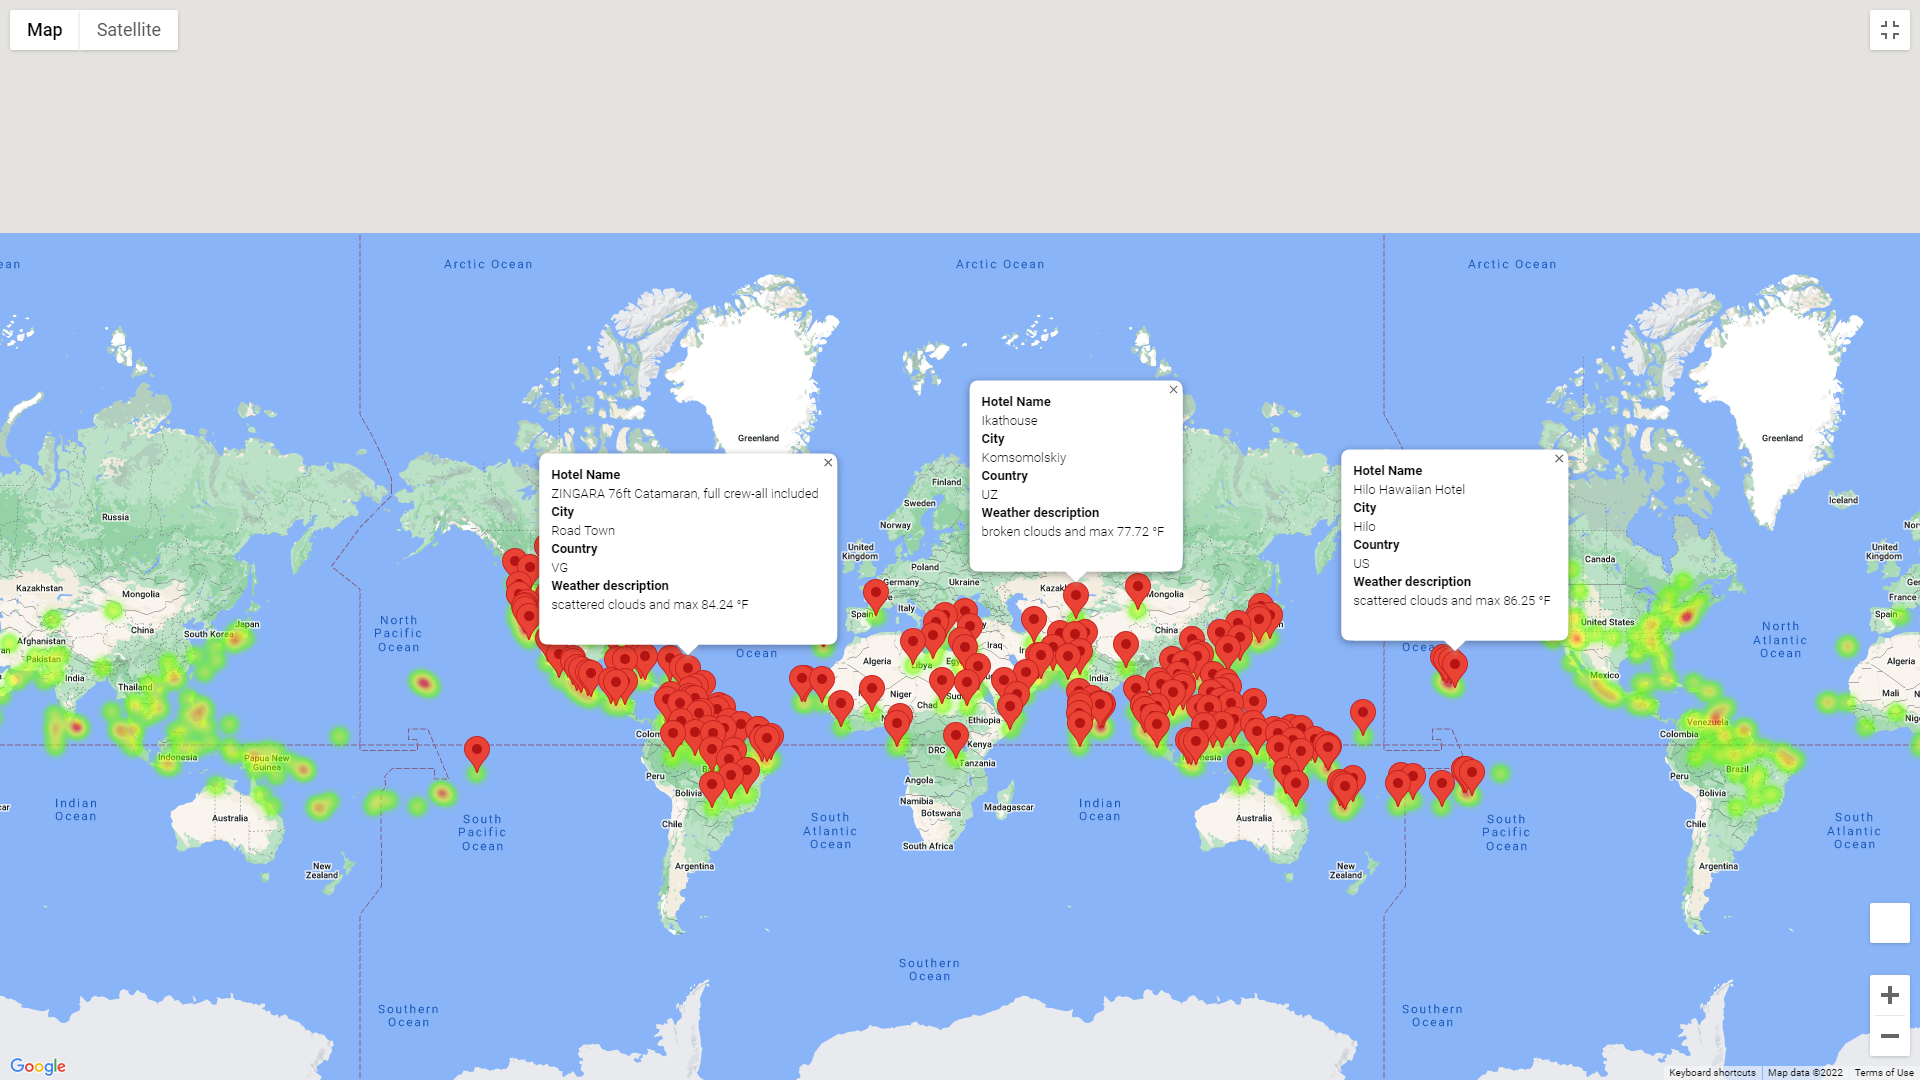 Map
Satellite
ean
Arctic Ocean
Arctic Ocean
Arctic Ocean
Greenland
Greenland
Iceland
Hotel Name
Ikathouse
City
Komsomolskiy
Country
UZ
Weather description
broken clouds and max 77.72 °F
Hotel Name
ZINGARA 76ft Catamaran, full crew-all included
City
Road Town
Country
VG
Weather description
scattered clouds and max 84.24 °F
Hotel Name
Hilo Hawaiian Hotel
City
Hilo
Country
US
Weather description
scattered clouds and max 86.25 °F
Russia
Finland
Sweden
Norway
United
Kingdom
Poland
Germany
Ukraine
Italy
Spain
Kazakhstan
Mongolia
China
South Korea
Japan
Afghanistan
Pakistan
India
Thailand
Indonesia
Papua New
Guinea
Indian
Ocean
Australia
New
Zealand
North
Pacific
Ocean
South
Pacific
Ocean
Peru
Bolivia
Chile
Argentina
Ocean
Algeria
Libya
Niger
Chad
Iraq
Ethiopia
DRC
Kenya
Tanzania
Angola
Namibia
Botswana
Madagascar
South Africa
South
Atlantic
Ocean
Mongolia
China
India
Indian
Ocean
Australia
New
Zealand
South
Pacific
Ocean
Canada
United States
Mexico
Venezuela
Colombia
Peru
Brazil
Bolivia
Chile
Argentina
North
Atlantic
Ocean
United
Kingdom
France
Spain
Algeria
Mali
South
Atlantic
Ocean
Southern
Ocean
Southern
Ocean
Southern
Ocean
Google
Keyboard shortcuts
Map data ©2022
Terms of Use